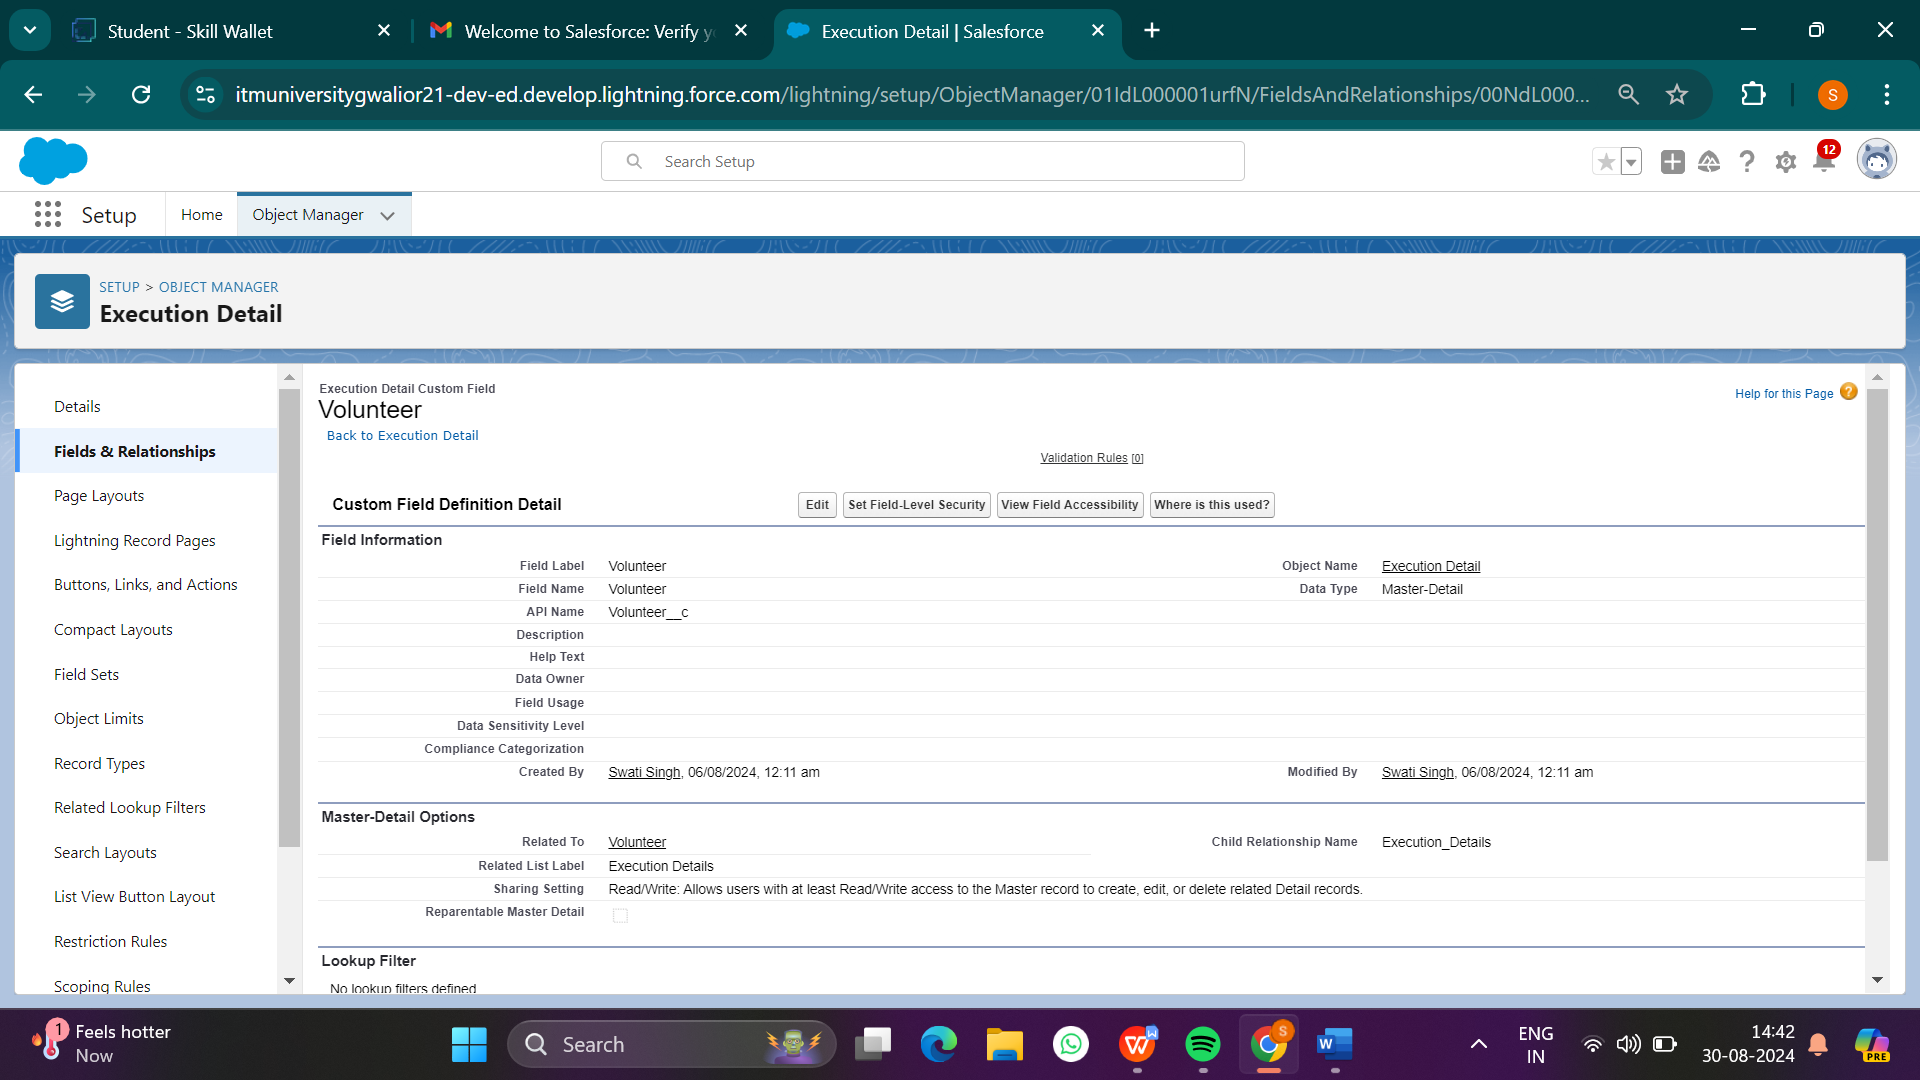 Student - Skill Wallet
Welcome to Salesforce: Verify yo
Execution Detail | Salesforce
itmuniversitygwalior21-dev-ed.develop.lightning.force.com/lightning/setup/ObjectManager/01IdL000001urfN/FieldsAndRelationships/00NdL000...
S
Search Setup
12
Setup
Home
Object Manager
SETUP > OBJECT MANAGER
Execution Detail
Details
Fields & Relationships
Page Layouts
Lightning Record Pages
Buttons, Links, and Actions
Compact Layouts
Field Sets
Object Limits
Record Types
Related Lookup Filters
Search Layouts
List View Button Layout
Restriction Rules
Scoping Rules
Execution Detail Custom Field
Volunteer
Help for this Page ?
Back to Execution Detail
Validation Rules [0]
Custom Field Definition Detail
Edit Set Field-Level Security View Field Accessibility Where is this used?
Field Information
Field Label Volunteer Object Name Execution Detail
Field Name Volunteer Data Type Master-Detail
API Name Volunteer__c
Description
Help Text
Data Owner
Field Usage
Data Sensitivity Level
Compliance Categorization
Created By Swati Singh, 06/08/2024, 12:11 am Modified By Swati Singh, 06/08/2024, 12:11 am
Master-Detail Options
Related To Volunteer Child Relationship Name Execution_Details
Related List Label Execution Details
Sharing Setting Read/Write: Allows users with at least Read/Write access to the Master record to create, edit, or delete related Detail records.
Reparentable Master Detail
Lookup Filter
No lookup filters defined
1
Feels hotter
Now
Search
W
W
S
W
ENG
IN
14:42
30-08-2024
PRE